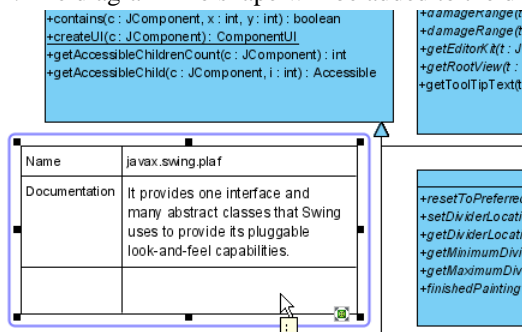 +contains(c : JComponent, x : int, y : int) : boolean
+createUI(c : JComponent) : ComponentUI
+getAccessibleChildrenCount(c : JComponent) : int
+getAccessibleChild(c : JComponent, i : int) : Accessible
+damageRange(t
+damageRange(t
+getEditorKit(t : J
+getRootView(t :
+getToolTipText(t
Name javax.swing.plaf
Documentation It provides one interface and
many abstract classes that Swing
uses to provide its pluggable
look-and-feel capabilities.
+resetToPreferred
+setDividerLocati
+getDividerLocati
+getMinimumDivi
+getMaximumDivi
+finishedPainting